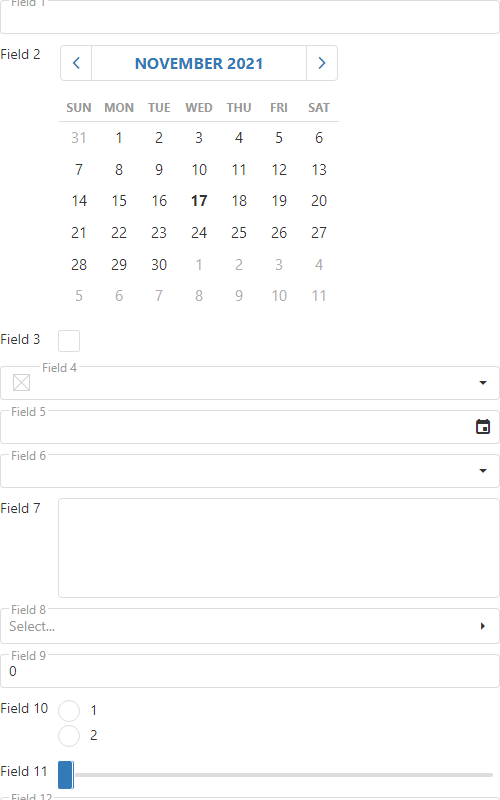 Field 1
Field 2
NOVEMBER 2021
SUN MON TUE WED THU FRI SAT
31 1 2 3 4 5 6
7 8 9 10 11 12 13
14 15 16 17 18 19 20
21 22 23 24 25 26 27
28 29 30 1 2 3 4
5 6 7 8 9 10 11
Field 3
Field 4
Field 5
Field 6
Field 7
Field 8
Select...
Field 9
0
Field 10
1
2
Field 11
Field 12